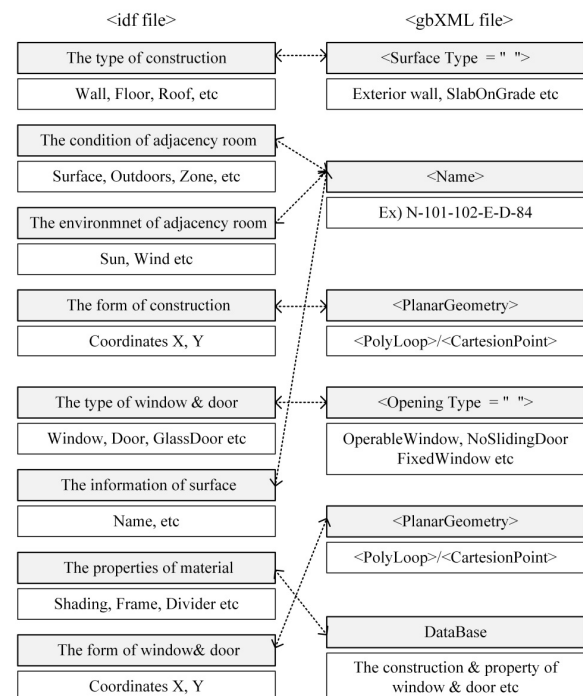 <idf file>
The type of construction
Wall, Floor, Roof, etc
The condition of adjacency room
Surface, Outdoors, Zone, etc
The environmnet of adjacency room
Sun, Wind etc
The form of construction
Coordinates X, Y
The type of window & door
Window, Door, GlassDoor etc
The information of surface
Name, etc
The properties of material
Shading, Frame, Divider etc
The form of window& door
Coordinates X, Y
<gbXML file>
<Surface Type = " ">
Exterior wall, SlabOnGrade etc
<Name>
Ex) N-101-102-E-D-84
<PlanarGeometry>
<PolyLoop>/<CartesionPoint>
<Opening Type = " ">
OperableWindow, NoSlidingDoor
FixedWindow etc
<PlanarGeometry>
<PolyLoop>/<CartesionPoint>
DataBase
The construction & property of
window & door etc